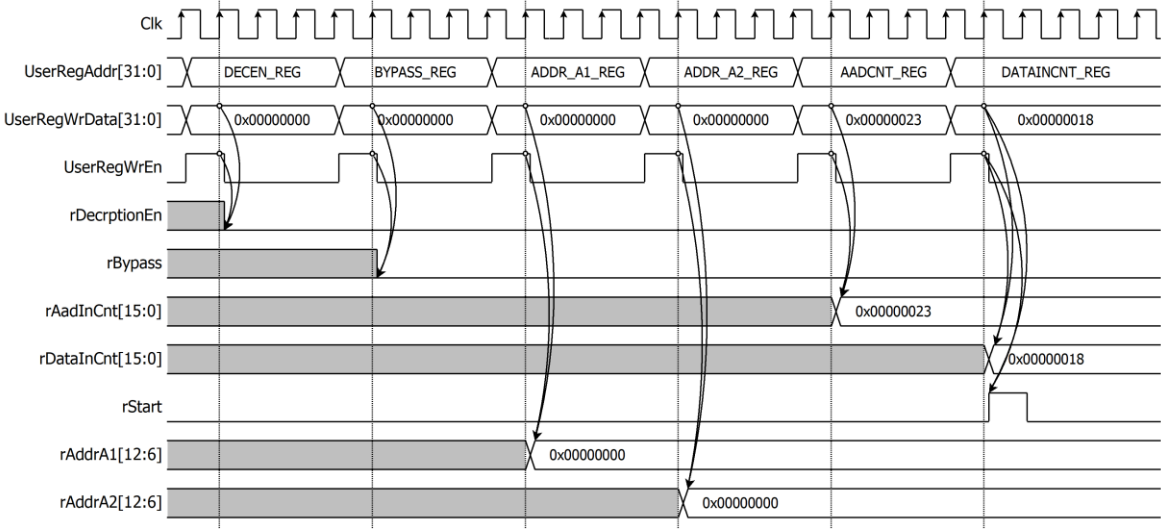 Clk
UserRegAddr[31:0] DECEN_REG BYPASS_REG ADDR_A1_REG ADDR_A2_REG AADCNT_REG DATAINCNT_REG
UserRegWrData[31:0] 0x00000000 0x00000000 0x00000000 0x00000000 0x00000023 0x00000018
UserRegWrEn
rDecrptionEn
rBypass
rAadInCnt[15:0] 0x00000023
rDataInCnt[15:0] 0x00000018
rStart
rAddrA1[12:6] 0x00000000
rAddrA2[12:6] 0x00000000